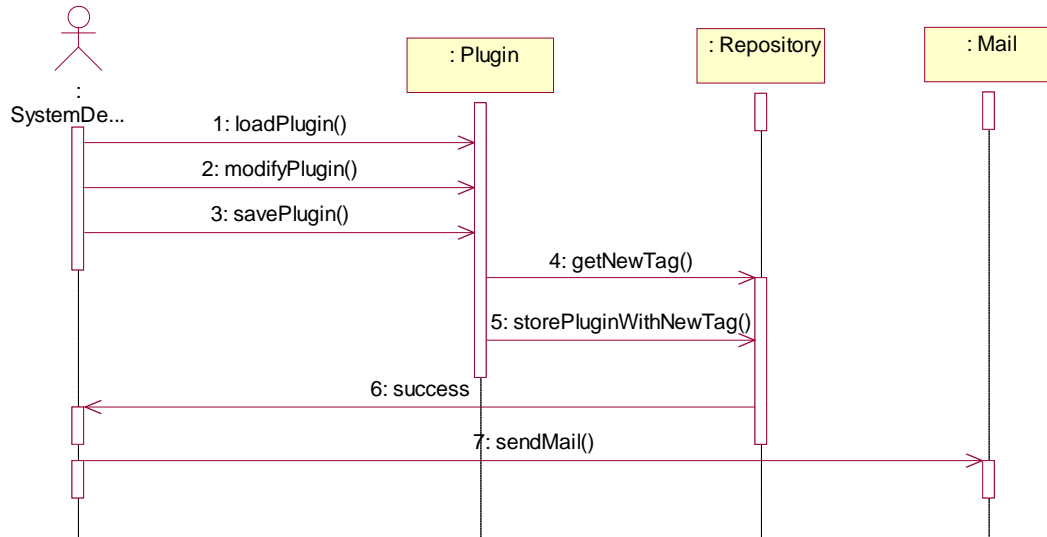 : Plugin
: Repository
: Mail
:
SystemDe...
1: loadPlugin()
2: modifyPlugin()
3: savePlugin()
4: getNewTag()
5: storePluginWithNewTag()
6: success
7: sendMail()